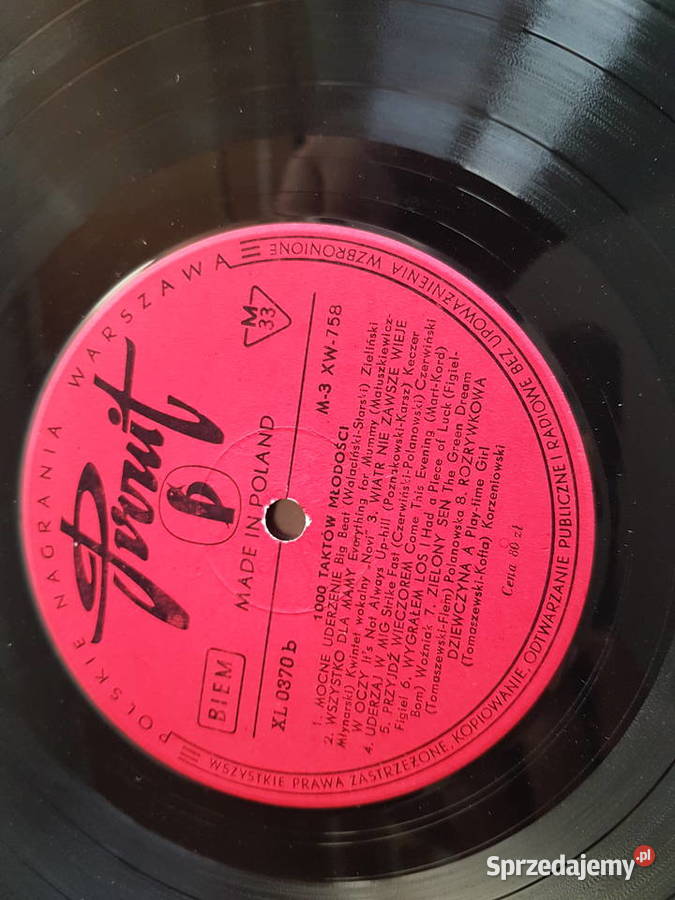 POLSKIE NAGRANIA WARSZAWA
Pronit
p
MADE IN POLAND
BIEM
M
33
XL 0370 b
M-3 XW-758
1000 TAKTÓW MŁODOŚCI
1. MOCNE UDERZENIE Big Beat (Walaciński-Starski) Zieliński
2. WSZYSTKO DLA MAMY Everything for Mummy (Matuszkiewicz-
Młynarski) Kwintet wokalny „Novi" 3. WIATR NIE ZAWSZE WIEJE
W OCZY It's Not Always Up-hill (Poznakowski-Karsz) Keczer
4. UDERZAJ W MIG Strike Fast (Czerwiński-Polanowski) Czerwiński
5. PRZYJDŹ WIECZOREM Come This Evening (Mart-Kord)
Figiel 6. WYGRAŁEM LOS I Had a Piece of Luck (Figiel-
Bom) Woźniak 7. ZIELONY SEN The Green Dream
(Tomaszewski-Flem) Polanowska 8. ROZRYWKOWA
DZIEWCZYNA A Play-time Girl
(Tomaszewski-Kotta) Korzeniowski
Cena 80 zł
WSZYSTKIE PRAWA ZASTRZEŻONE, KOPIOWANIE, ODTWARZANIE PUBLICZNE I RADIOWE BEZ UPOWAŻNIENIA WZBRONIONE
Sprzedajemy.pl